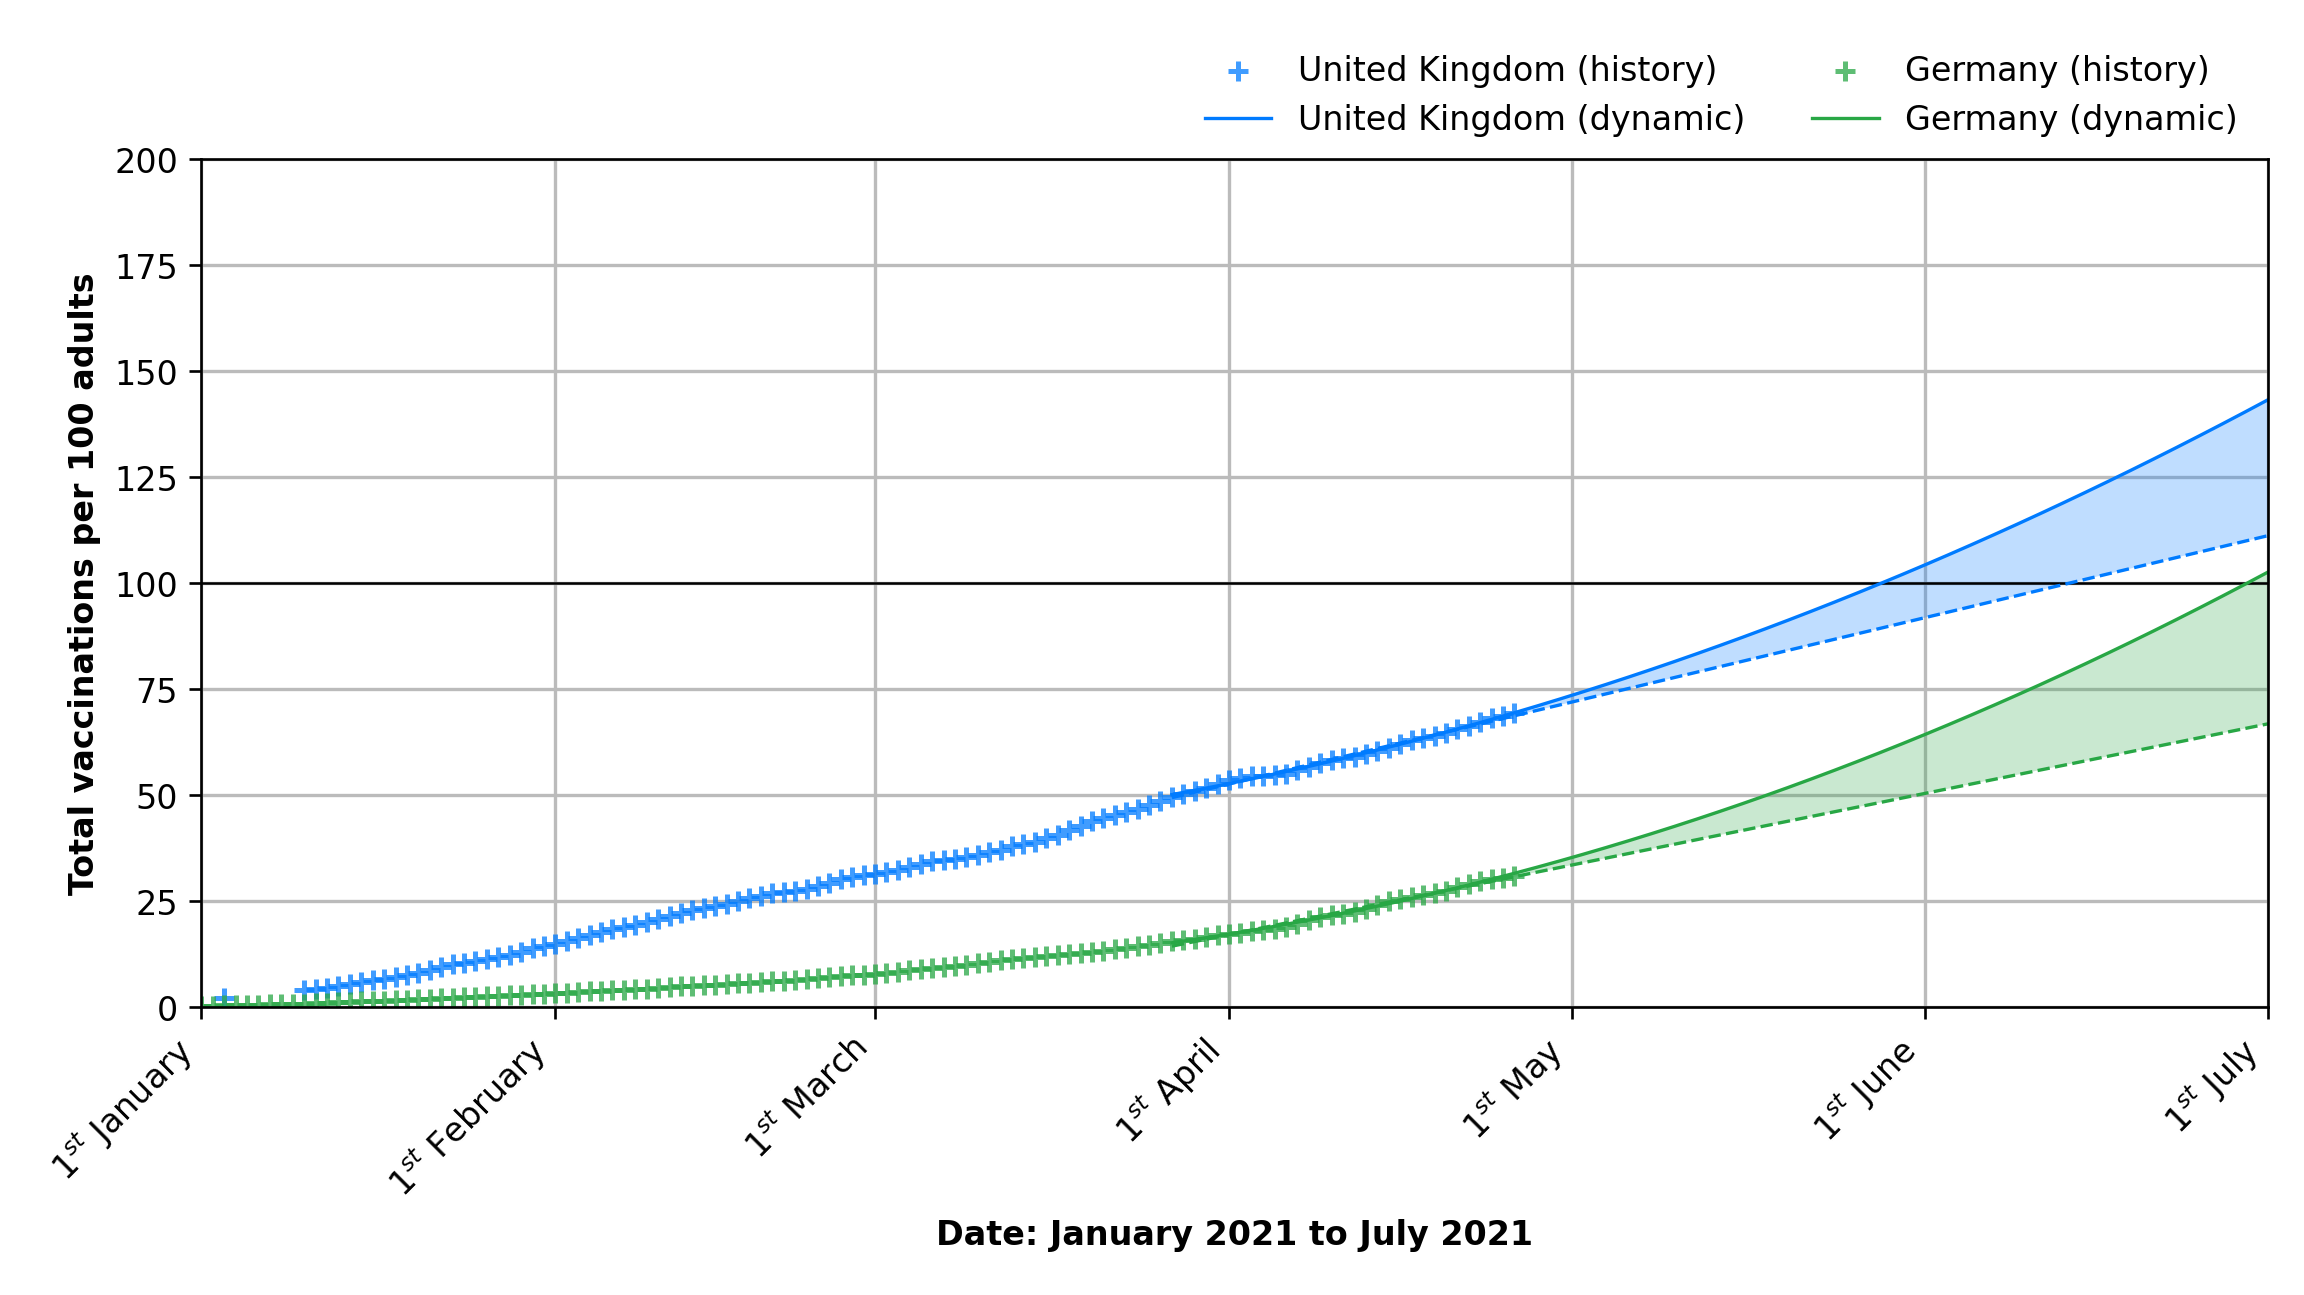 United Kingdom (history)
United Kingdom (dynamic)
Germany (history)
Germany (dynamic)
Total vaccinations per 100 adults
200
175
150
125
100
75
50
25
0
1st January
1st February
1st March
1st April
1st May
1st June
1st July
Date: January 2021 to July 2021